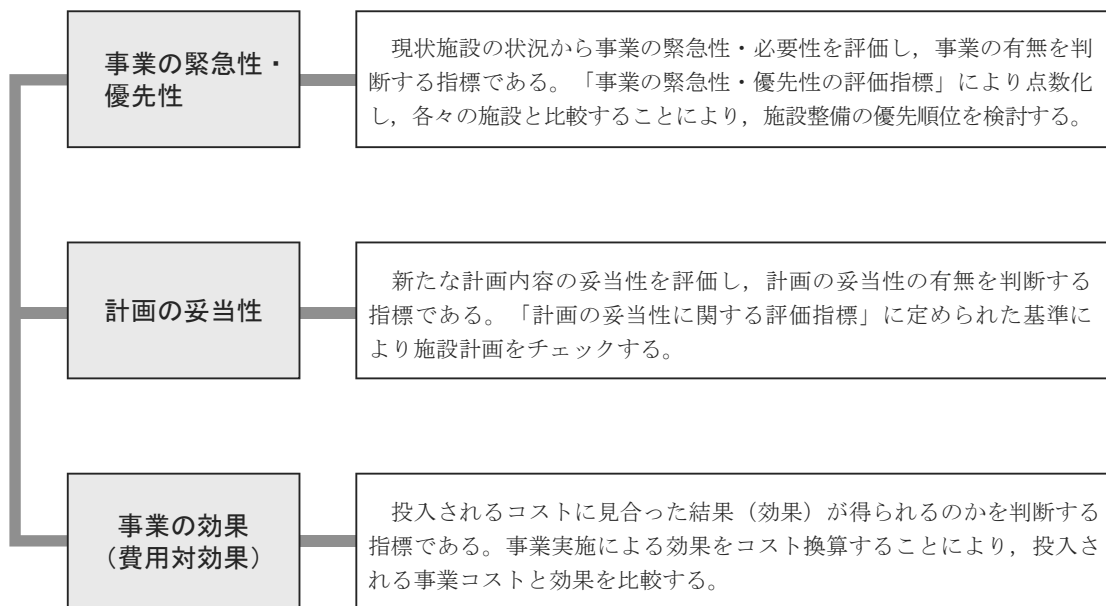 事業の緊急性・
優先性
現状施設の状況から事業の緊急性・必要性を評価し，事業の有無を判
断する指標である。「事業の緊急性・優先性の評価指標」により点数化
し，各々の施設と比較することにより，施設整備の優先順位を検討する。
計画の妥当性
新たな計画内容の妥当性を評価し，計画の妥当性の有無を判断する
指標である。「計画の妥当性に関する評価指標」に定められた基準に
より施設計画をチェックする。
事業の効果
（費用対効果）
投入されるコストに見合った結果（効果）が得られるのかを判断する
指標である。事業実施による効果をコスト換算することにより，投入さ
れる事業コストと効果を比較する。